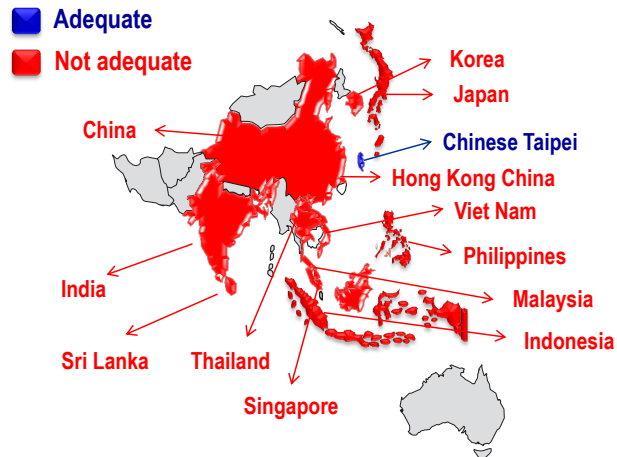 Adequate
Not adequate
Korea
Japan
China
Chinese Taipei
Hong Kong China
Viet Nam
Philippines
India
Malaysia
Indonesia
Sri Lanka
Thailand
Singapore